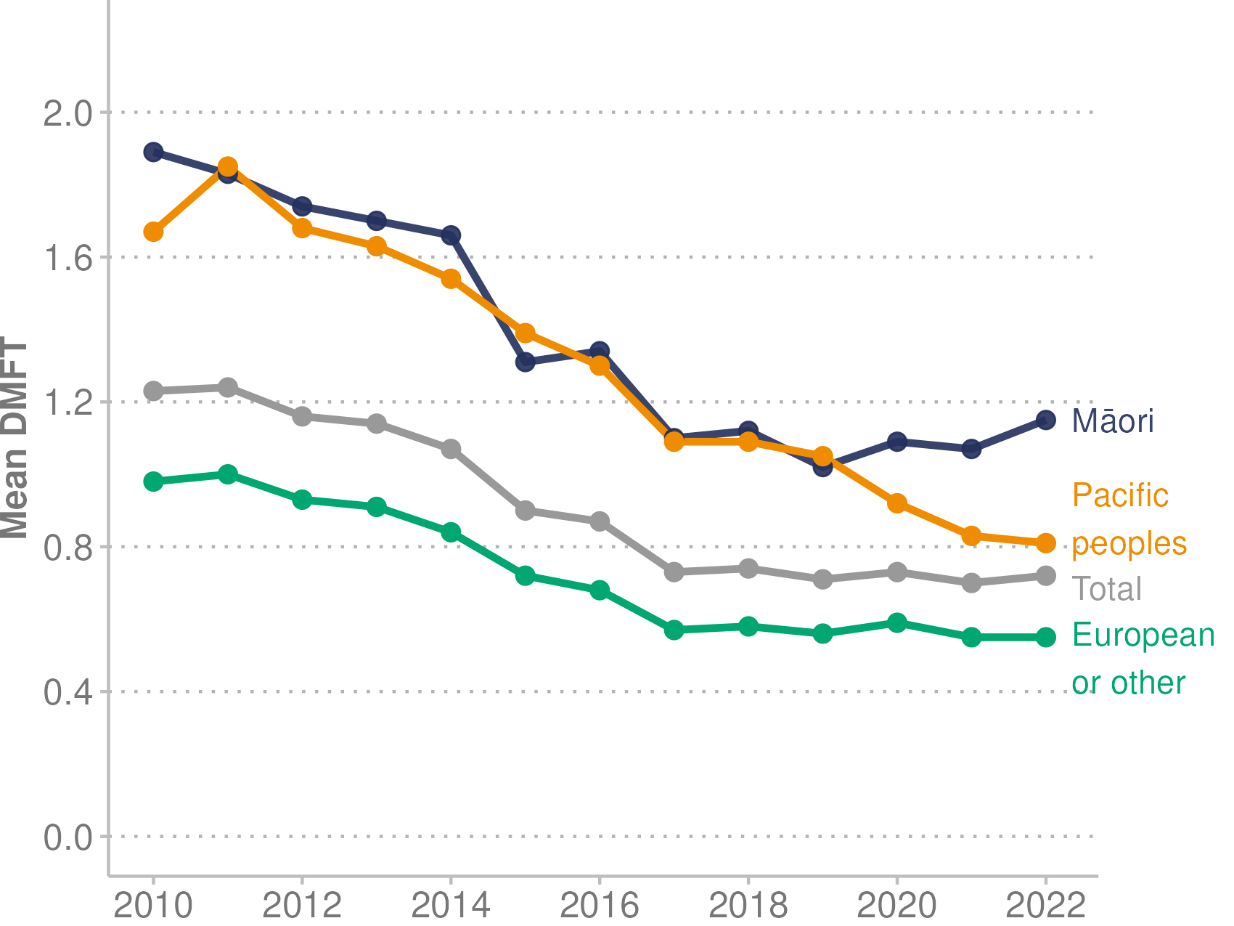 Mean DMFT
2.0
1.6
1.2
0.8
0.4
0.0
Māori
Pacific
peoples
Total
European
or other
2010 2012 2014 2016 2018 2020 2022